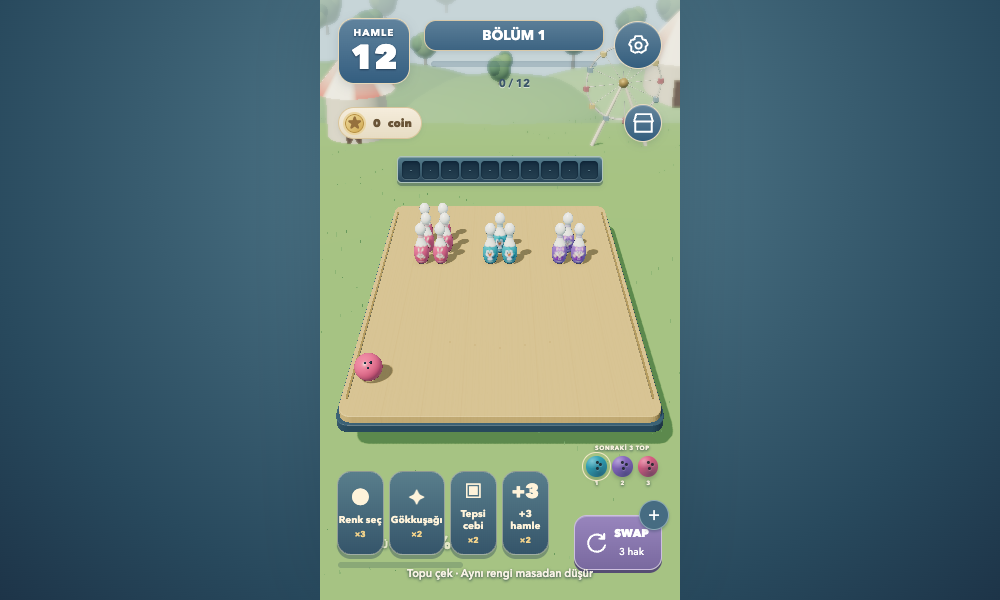 HAMLE
12
BÖLÜM 1
0 / 12
0 coin
SONRAKİ 3 TOP
1 2 3
Renk seç
×3
Gökkuşağı
×2
Tepsi
cebi
×2
+3
+3
hamle
×2
+
SWAP
3 hak
Topu çek · Aynı rengi masadan düşür